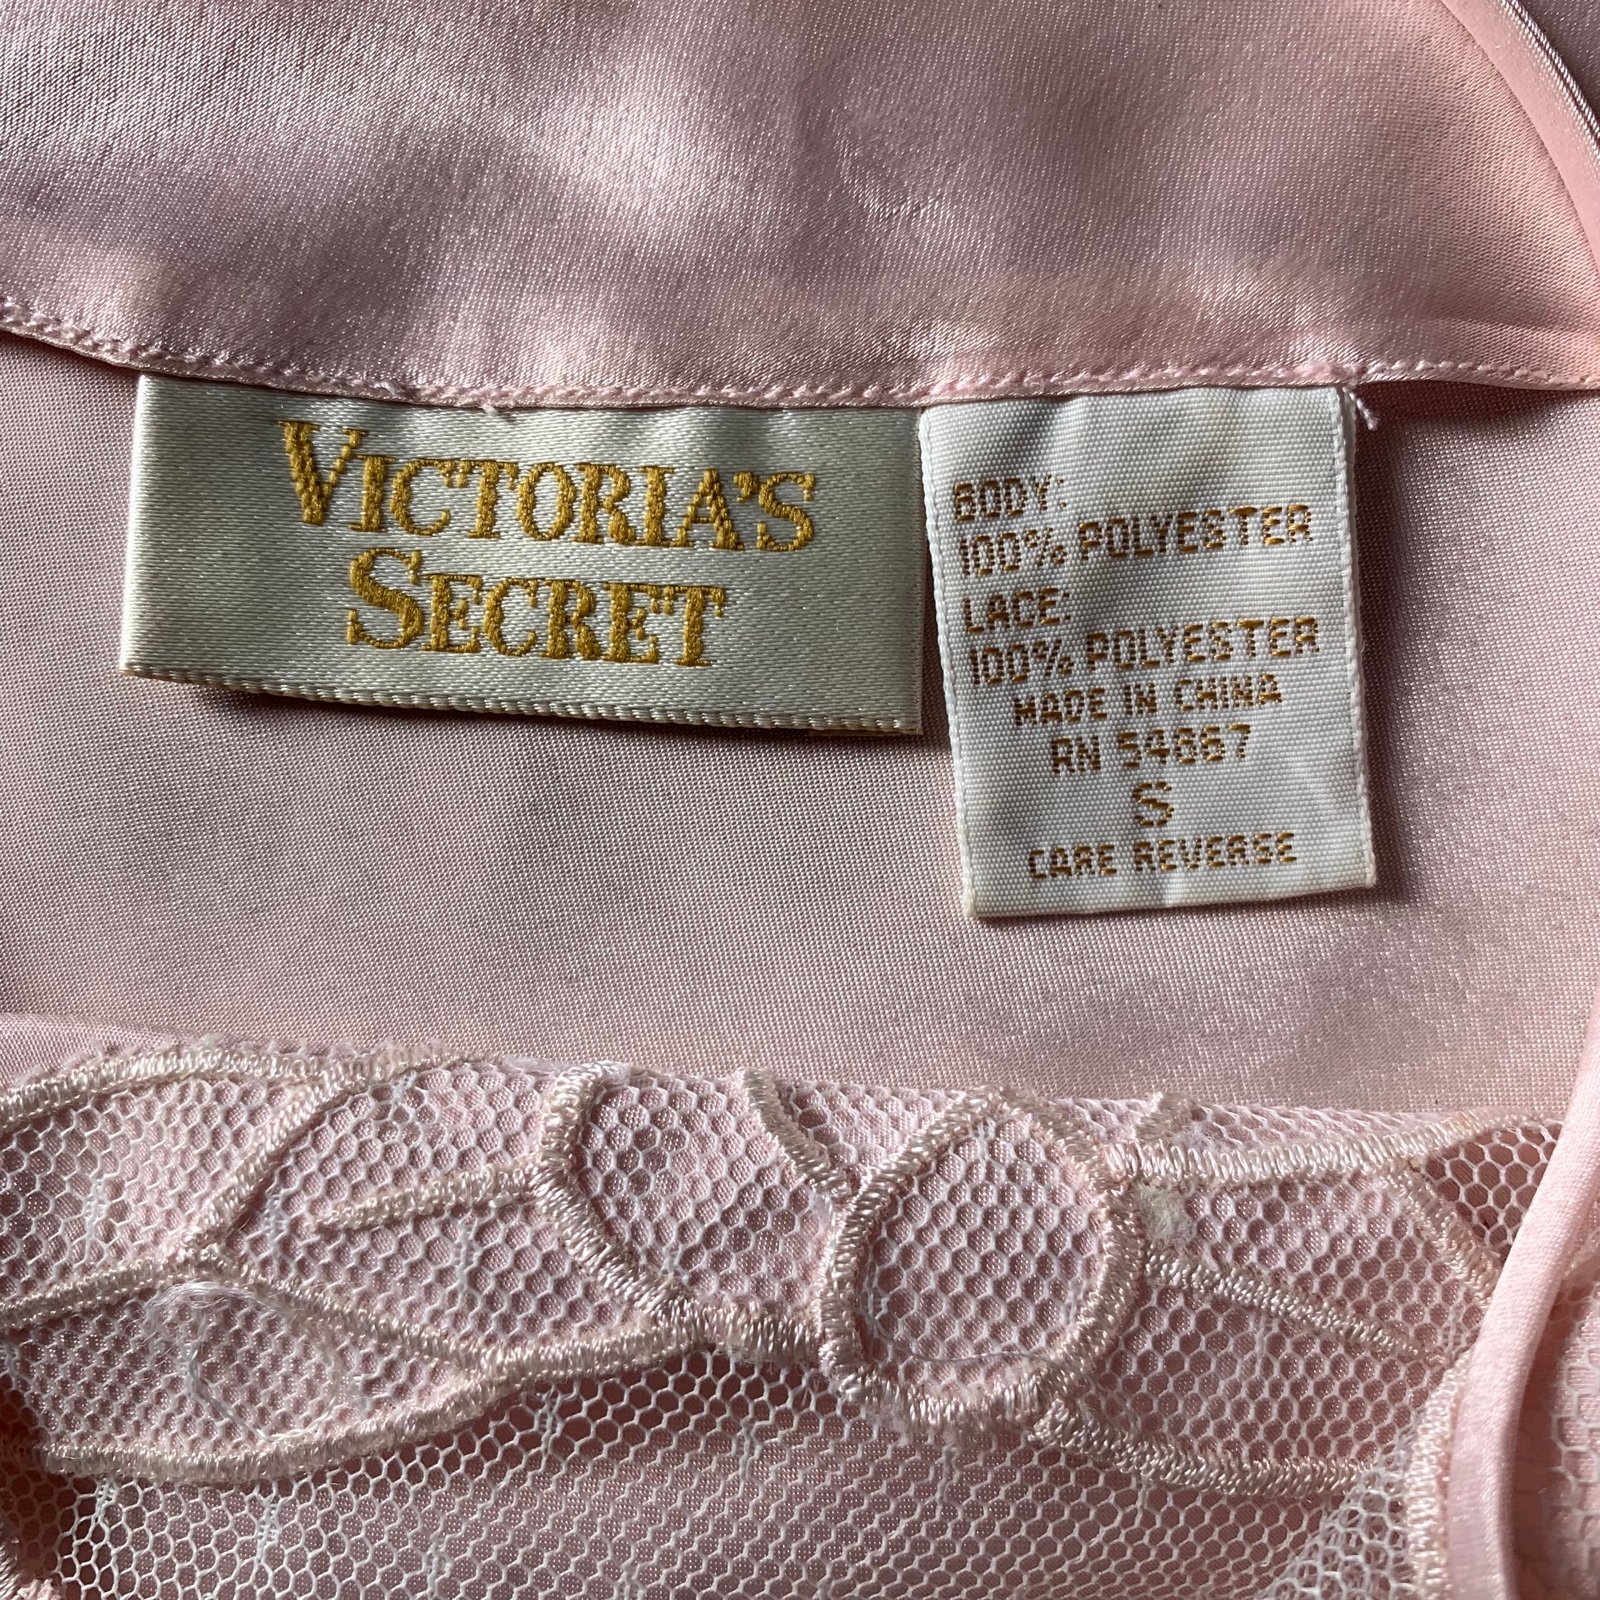 VICTORIA'S
SECRET
BODY:
100% POLYESTER
LACE:
100% POLYESTER
MADE IN CHINA
RN 54867
S
CARE REVERSE